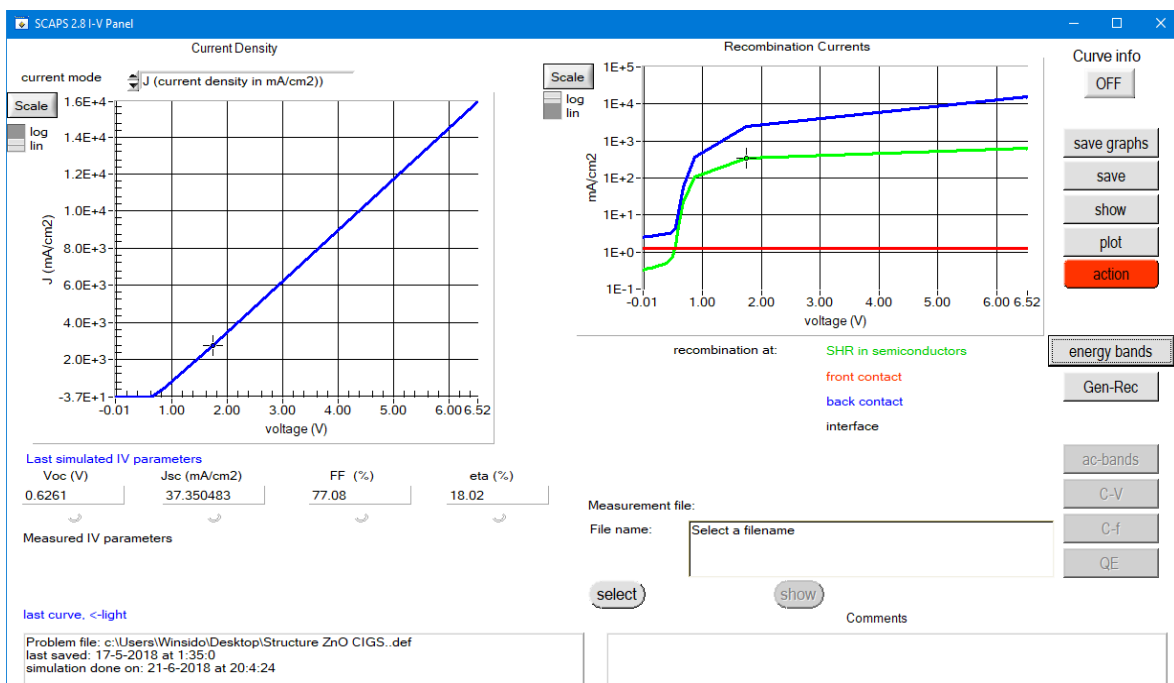 SCAPS 2.8 I-V Panel
Current Density
current mode
J (current density in mA/cm2))
Scale
log
lin
1.6E+4
1.4E+4
1.2E+4
1.0E+4
8.0E+3
6.0E+3
4.0E+3
2.0E+3
-3.7E+1
J (mA/cm2)
-0.01 1.00 2.00 3.00 4.00 5.00 6.00 6.52
voltage (V)
Recombination Currents
Scale
log
lin
1E+5
1E+4
1E+3
1E+2
1E+1
1E+0
1E-1
mA/cm2
-0.01 1.00 2.00 3.00 4.00 5.00 6.00 6.52
voltage (V)
recombination at:
SHR in semiconductors
front contact
back contact
interface
Curve info
OFF
save graphs
save
show
plot
action
energy bands
Gen-Rec
ac-bands
C-V
C-f
QE
Last simulated IV parameters
Voc (V) Jsc (mA/cm2) FF (%) eta (%)
0.6261 37.350483 77.08 18.02
Measured IV parameters
Measurement file:
File name:
Select a filename
select
show
last curve, <-light
Problem file: c:\Users\Winsido\Desktop\Structure ZnO CIGS..def
last saved: 17-5-2018 at 1:35:0
simulation done on: 21-6-2018 at 20:4:24
Comments